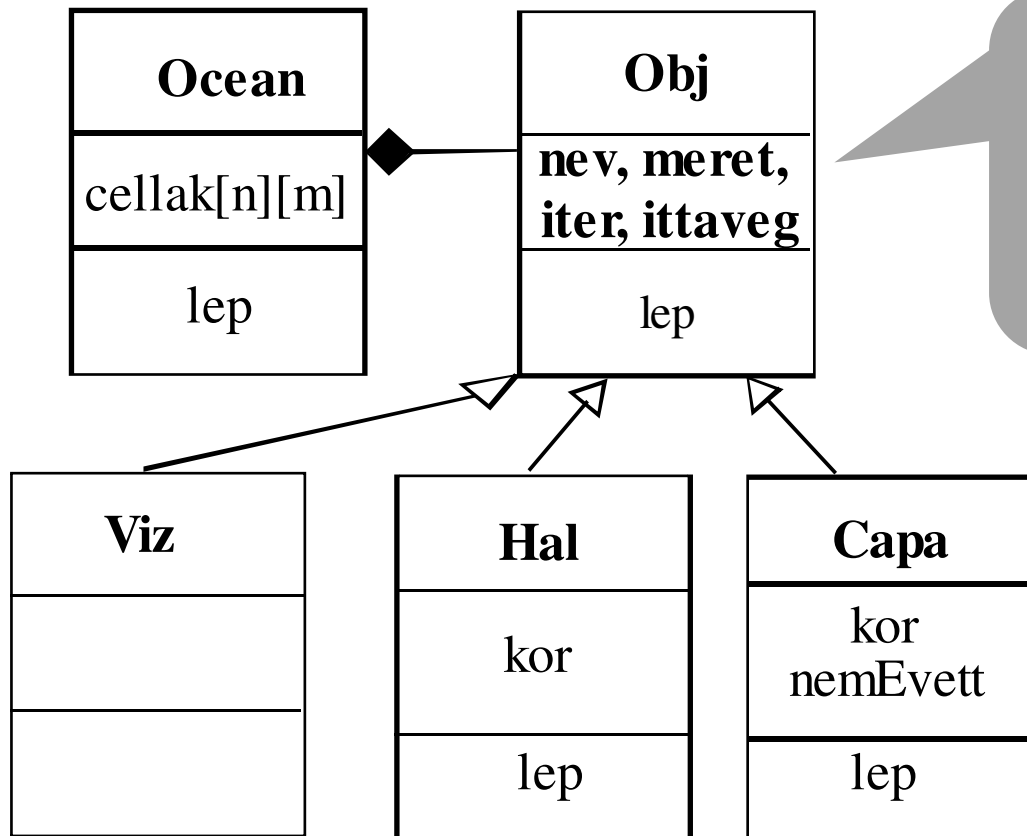 Ocean
cellak[n][m]
lep
Obj
nev, meret,
iter, ittaveg
lep
Viz
Hal
kor
lep
Capa
kor
nemEvett
lep